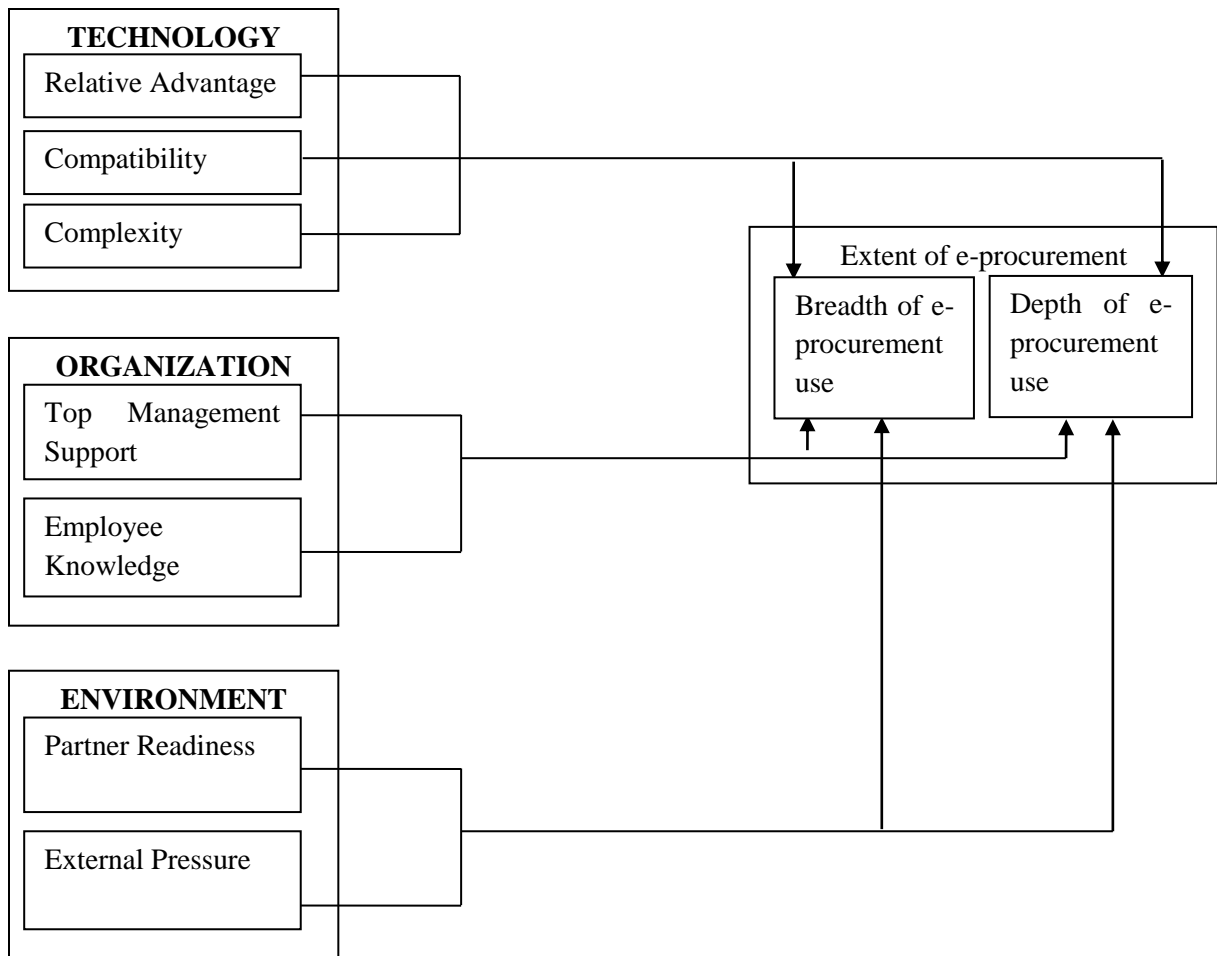 TECHNOLOGY
Relative Advantage
Compatibility
Complexity
Extent of e-procurement
Breadth of e-
procurement
use
Depth of e-
procurement
use
ORGANIZATION
Top Management
Support
Employee
Knowledge
ENVIRONMENT
Partner Readiness
External Pressure